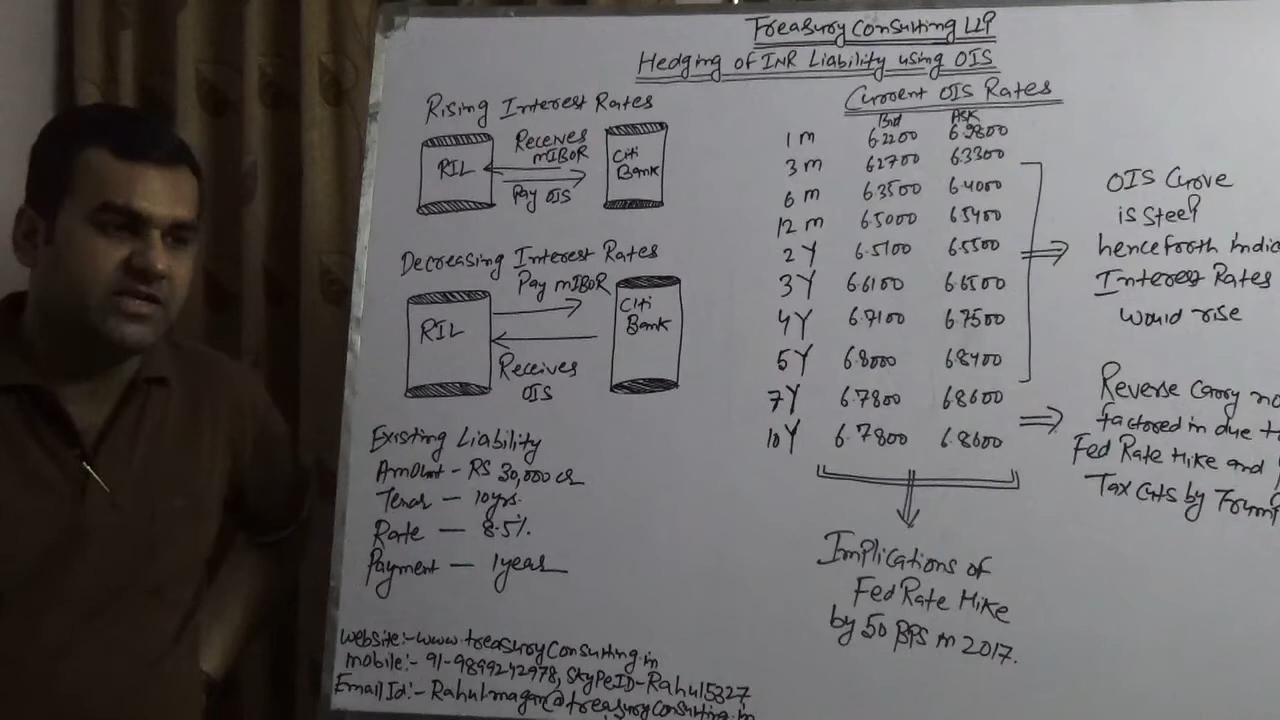 Treasury Consulting LLP
Hedging of INR Liability using OIS
Rising Interest Rates
RIL
Receives
MIBOR
Pay OIS
Citi
Bank
Decreasing Interest Rates
RIL
Pay MIBOR
Receives
OIS
Citi
Bank
Existing Liability
Amount - RS 30,000 cr
Tenor - 10yrs.
Rate - 8.5%
Payment - 1year
Website:-www.treasuryconsulting.in
Mobile:- 91-9899242978, SkypeID-Rahul5327
Email Id:- Rahulmagan@treasuryconsulting.in
Current OIS Rates
Bid Ask
1m 6.2200 6.2800
3m 6.2700 6.3300
6m 6.3500 6.4000
12m 6.5000 6.5400
2Y 6.5100 6.5500
3Y 6.6100 6.6500
4Y 6.7100 6.7500
5Y 6.8000 6.8400
7Y 6.7800 6.8600
10Y 6.7800 6.8600
Implications of
Fed Rate Hike
by 50 BPS in 2017.
OIS Curve
is Steep
henceforth
Interest Rates
would rise
Reverse Carry
factored in due
Fed Rate Hike and
Tax Cuts by Trump